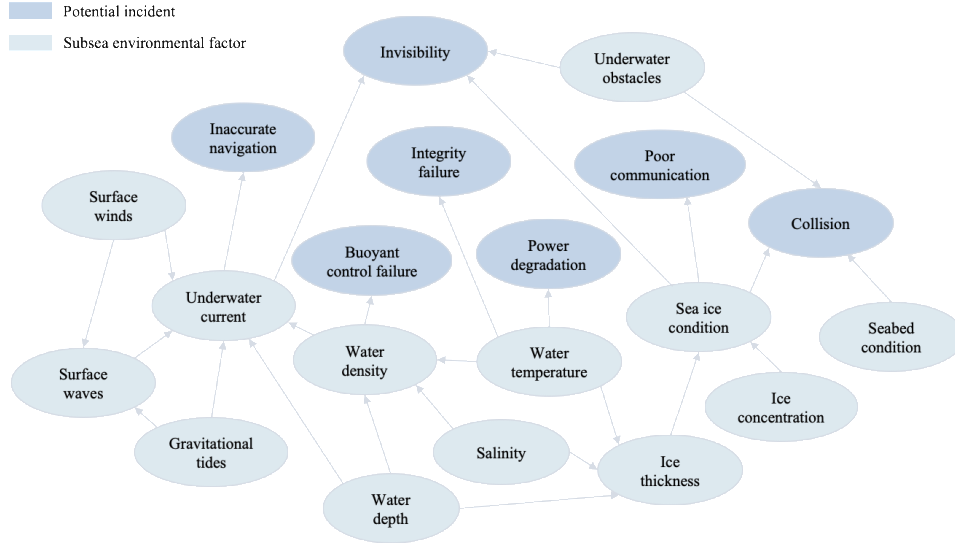 Potential incident
Subsea environmental factor
Invisibility
Underwater
obstacles
Inaccurate
navigation
Integrity
failure
Poor
communication
Surface
winds
Collision
Buoyant
control failure
Power
degradation
Underwater
current
Sea ice
condition
Seabed
condition
Water
density
Water
temperature
Surface
waves
Ice
concentration
Gravitational
tides
Salinity
Ice
thickness
Water
depth